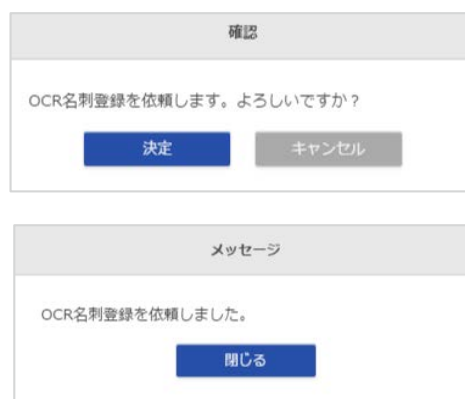 確認
OCR名刺登録を依頼します。よろしいですか？
決定 キャンセル
メッセージ
OCR名刺登録を依頼しました。
閉じる